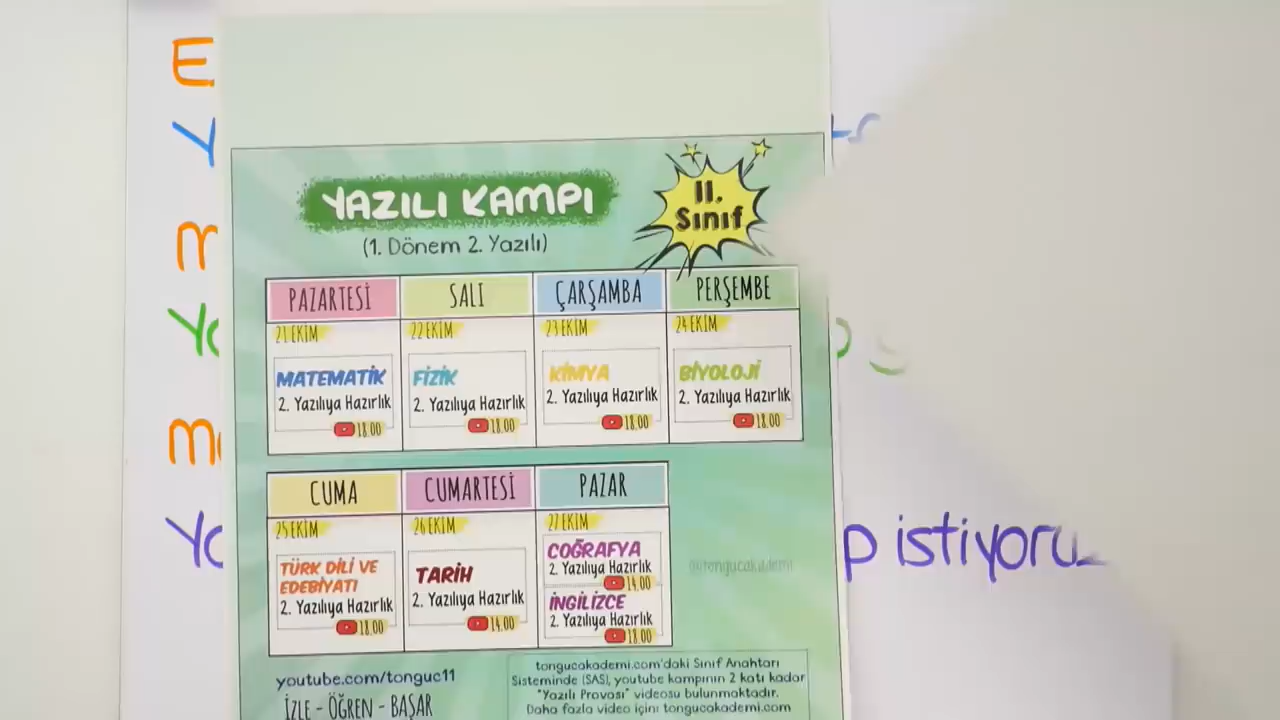 YAZILI KAMPI
11. Sınıf
(1. Dönem 2. Yazılı)
PAZARTESİ SALI ÇARŞAMBA PERŞEMBE
21 EKİM 22 EKİM 23 EKİM 24 EKİM
MATEMATİK FİZİK KİMYA BİYOLOJİ
2. Yazılıya Hazırlık 2. Yazılıya Hazırlık 2. Yazılıya Hazırlık 2. Yazılıya Hazırlık
18.00 18.00 18.00 18.00
CUMA CUMARTESİ PAZAR
25 EKİM 26 EKİM 27 EKİM
TÜRK DİLİ VE
EDEBİYATI
2. Yazılıya Hazırlık
18.00
TARİH
2. Yazılıya Hazırlık
14.00
COĞRAFYA
2. Yazılıya Hazırlık
14.00
İNGİLİZCE
2. Yazılıya Hazırlık
18.00
@tongucakademi
istiyoruz
youtube.com/tonguc11
İZLE - ÖĞREN - BAŞAR
tongucakademi.com'daki Sınıf Anahtarı
Sisteminde (SAS), youtube kampının 2 katı kadar
"Yazılı Provası" videosu bulunmaktadır.
Daha fazla video için: tongucakademi.com